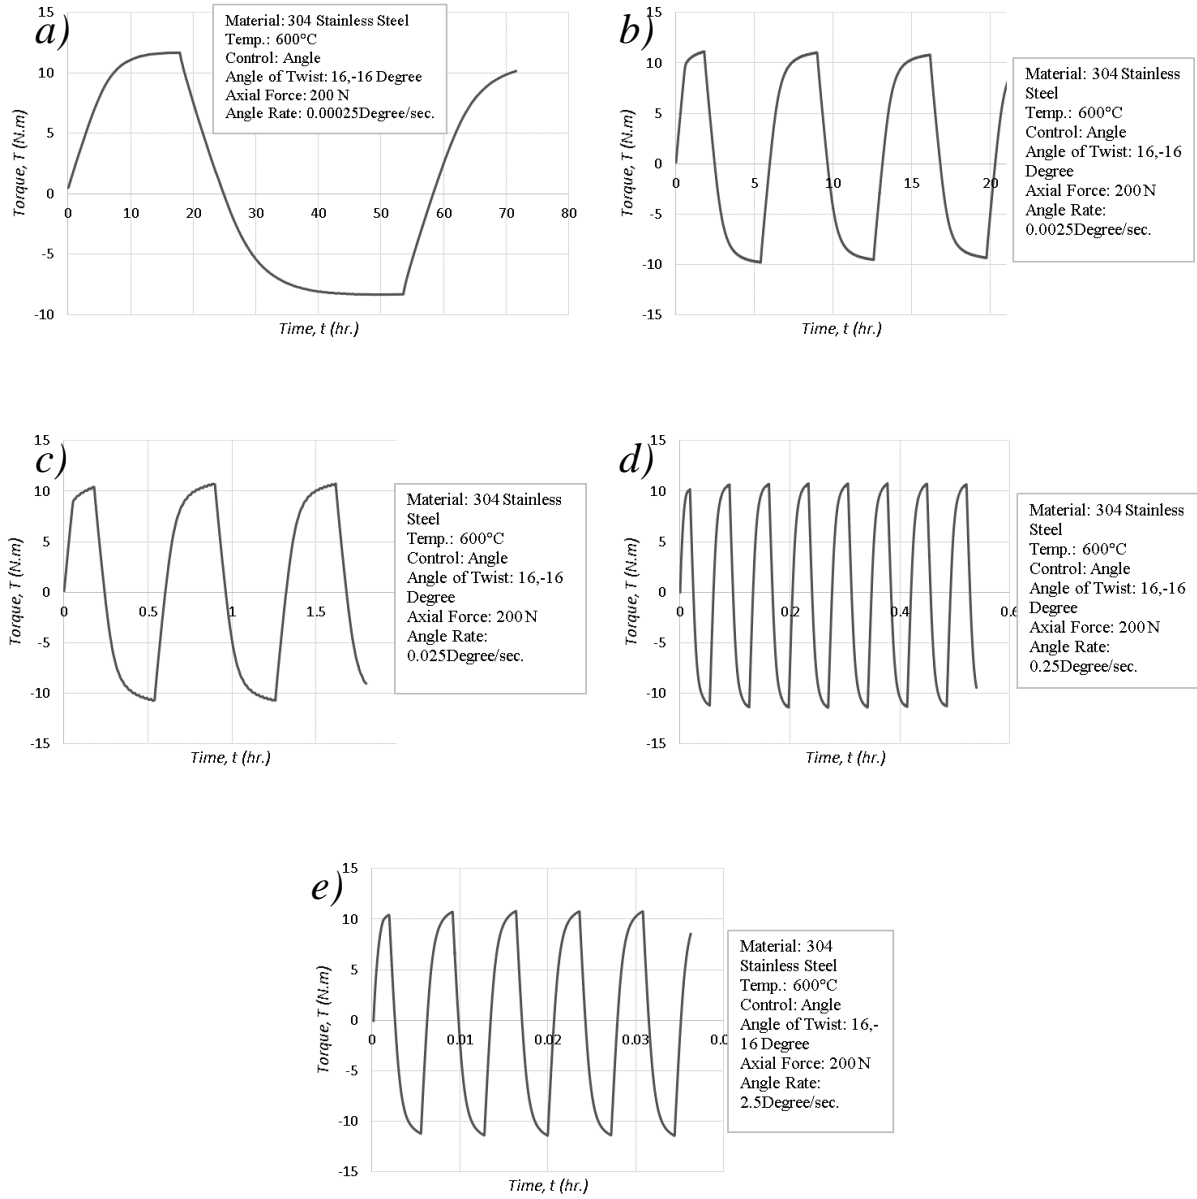 a)
15
10
5
0
-5
-10
0 10 20 30 40 50 60 70 80
Torque, T (N.m)
Time, t (hr.)
Material: 304 Stainless Steel
Temp.: 600°C
Control: Angle
Angle of Twist: 16,-16 Degree
Axial Force: 200 N
Angle Rate: 0.00025Degree/sec.
b)
15
10
5
0
-5
-10
-15
0 5 10 15 20
Torque, T (N.m)
Time, t (hr.)
Material: 304 Stainless
Steel
Temp.: 600°C
Control: Angle
Angle of Twist: 16,-16
Degree
Axial Force: 200N
Angle Rate:
0.0025Degree/sec.
c)
15
10
5
0
-5
-10
-15
0 0.5 1 1.5
Torque, T (N.m)
Time, t (hr.)
Material: 304 Stainless
Steel
Temp.: 600°C
Control: Angle
Angle of Twist: 16,-16
Degree
Axial Force: 200N
Angle Rate:
0.025Degree/sec.
d)
15
10
5
0
-5
-10
-15
0 0.2 0.4 0.6
Torque, T (N.m)
Time, t (hr.)
Material: 304 Stainless
Steel
Temp.: 600°C
Control: Angle
Angle of Twist: 16,-16
Degree
Axial Force: 200N
Angle Rate:
0.25Degree/sec.
e)
15
10
5
0
-5
-10
-15
0 0.01 0.02 0.03 0.0
Torque, T (N.m)
Time, t (hr.)
Material: 304
Stainless Steel
Temp.: 600°C
Control: Angle
Angle of Twist: 16,-
16 Degree
Axial Force: 200N
Angle Rate:
2.5Degree/sec.